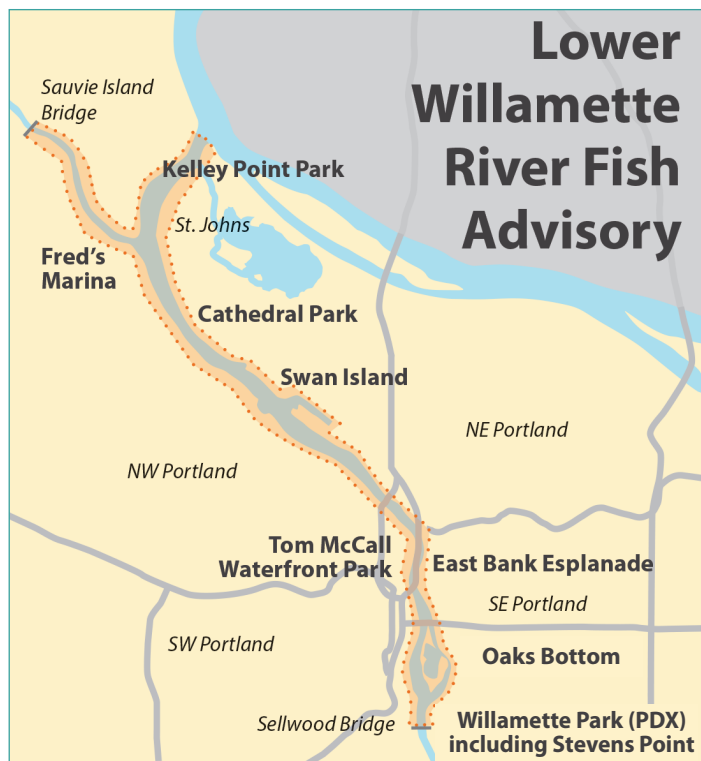 Lower
Willamette
River Fish
Advisory
Sauvie Island
Bridge
Kelley Point Park
St. Johns
Fred's
Marina
Cathedral Park
Swan Island
NE Portland
NW Portland
Tom McCall
Waterfront Park
East Bank Esplanade
SE Portland
SW Portland
Oaks Bottom
Sellwood Bridge
Willamette Park (PDX)
including Stevens Point